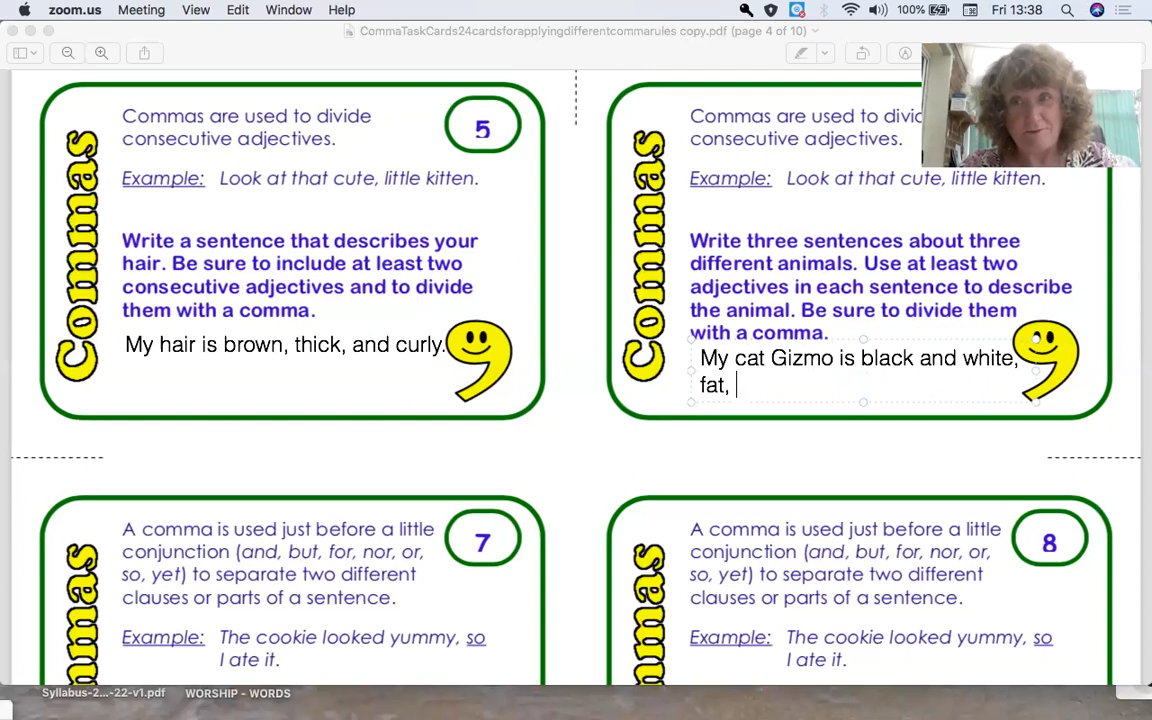 zoom.us Meeting View Edit Window Help 100% Fri 13:38
CommaTaskCards24cardsforapplyingdifferentcommarules copy.pdf (page 4 of 10)
Commas
5
Commas are used to divide
consecutive adjectives.
Example: Look at that cute, little kitten.
Write a sentence that describes your
hair. Be sure to include at least two
consecutive adjectives and to divide
them with a comma.
My hair is brown, thick, and curly.
Commas
Commas are used to
consecutive adjectives.
Example: Look at that cute, little kitten.
Write three sentences about three
different animals. Use at least two
adjectives in each sentence to describe
the animal. Be sure to divide them
with a comma.
My cat Gizmo is black and white,
fat,
7
A comma is used just before a little
conjunction (and, but, for, nor, or,
so, yet) to separate two different
clauses or parts of a sentence.
Example: The cookie looked yummy, so
I ate it.
8
A comma is used just before a little
conjunction (and, but, for, nor, or,
so, yet) to separate two different
clauses or parts of a sentence.
Example: The cookie looked yummy, so
I ate it.
Syllabus-2...-22-v1.pdf WORSHIP - WORDS